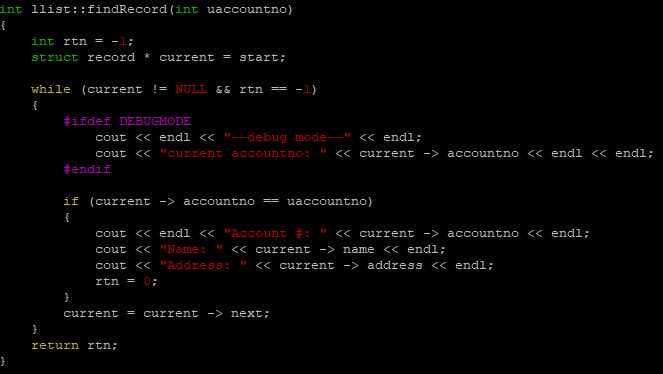 int llist::findRecord(int uaccountno)
{
    int rtn = -1;
    struct record * current = start;

    while (current != NULL && rtn == -1)
    {
        #ifdef DEBUGMODE
            cout << endl << "--debug mode--" << endl;
            cout << "current accountno: " << current -> accountno << endl << endl;
        #endif

        if (current -> accountno == uaccountno)
        {
            cout << endl << "Account #: " << current -> accountno << endl;
            cout << "Name: " << current -> name << endl;
            cout << "Address: " << current -> address << endl;
            rtn = 0;
        }
        current = current -> next;
    }
    return rtn;
}